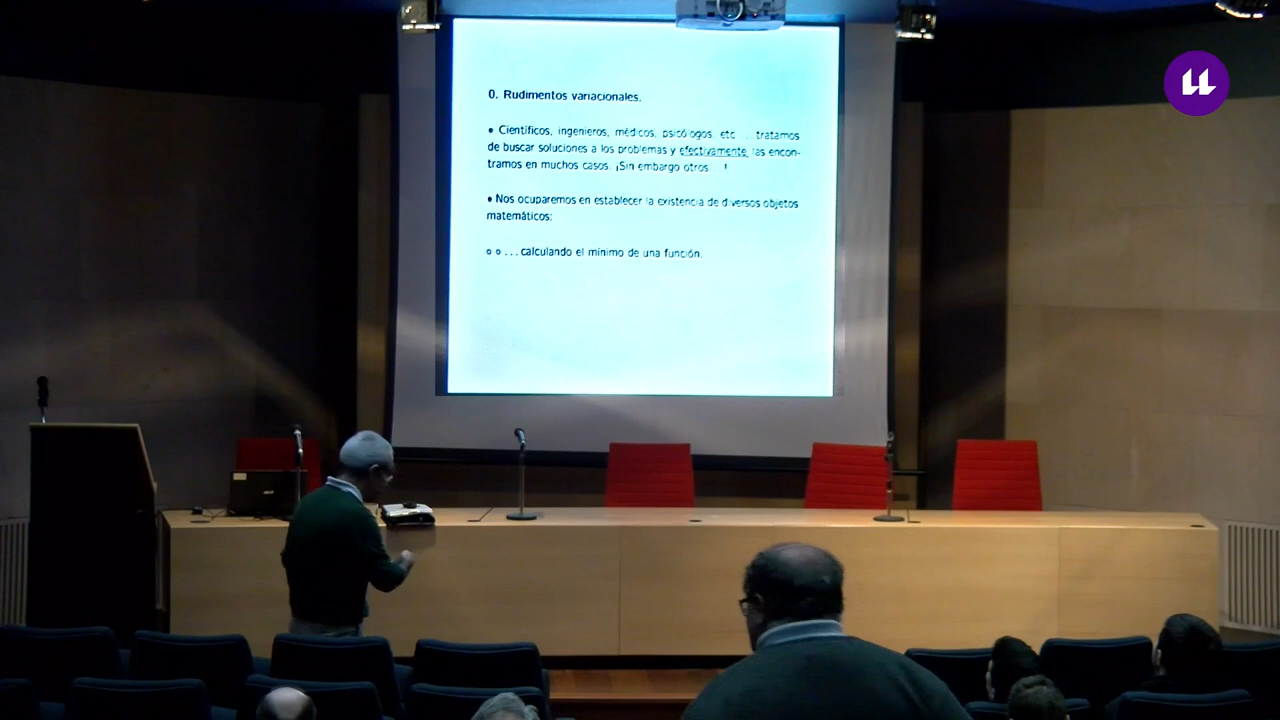 0. Rudimentos variacionales.
• Científicos, ingenieros, médicos, psicólogos, etc ... tratamos
de buscar soluciones a los problemas y efectivamente las encon-
tramos en muchos casos. ¡Sin embargo otros... !
• Nos ocuparemos en establecer la existencia de diversos objetos
matemáticos:
∘ ∘ ... calculando el mínimo de una función.